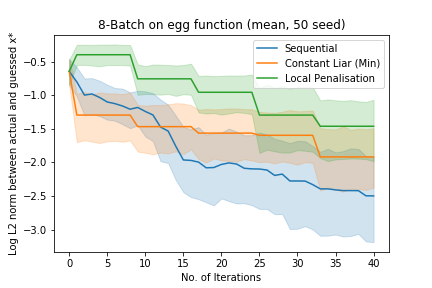 8-Batch on egg function (mean, 50 seed)
Log L2 norm between actual and guessed x*
−0.5
−1.0
−1.5
−2.0
−2.5
−3.0
Sequential
Constant Liar (Min)
Local Penalisation
0 5 10 15 20 25 30 35 40
No. of Iterations